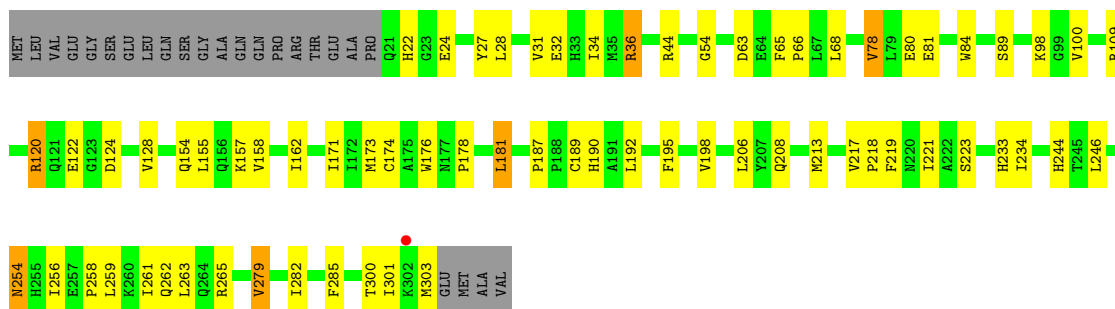 MET LEU VAL GLU GLY SER GLU LEU GLN SER GLY ALA GLN GLN PRO ARG THR GLU ALA PRO Q21 H22 G23 E24 Y27 L28 V31 E32 H33 I34 M35 R36 R44 G54 D63 E64 F65 P66 L67 L68 V78 L79 E80 E81 W84 S89 K98 G99 V100 R109
R120 Q121 E122 G123 D124 V128 Q154 L155 Q156 K157 V158 I162 I171 I172 M173 C174 A175 W176 N177 P178 L181 P187 P188 C189 H190 A191 L192 F195 V198 L206 Y207 Q208 M213 V217 P218 F219 N220 I221 A222 S223 H233 I234 H244 T245 L246
N254 H255 I256 E257 P258 L259 K260 I261 Q262 L263 Q264 R265 V279 I282 F285 T300 I301 K302 M303 GLU MET ALA VAL